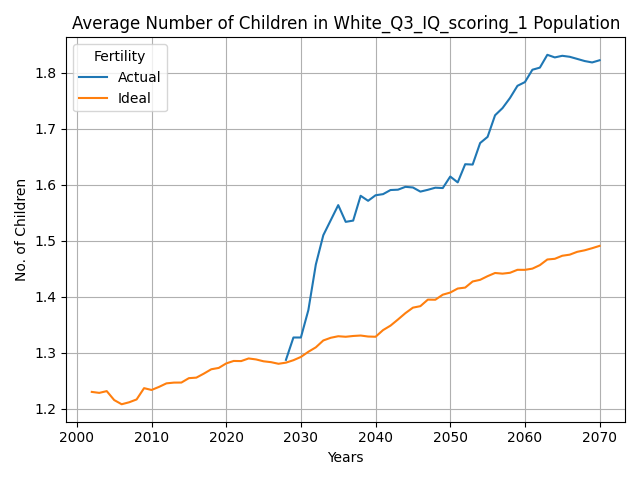 Average Number of Children in White_Q3_IQ_scoring_1 Population
Fertility
Actual
Ideal
No. of Children
1.8
1.7
1.6
1.5
1.4
1.3
1.2
2000 2010 2020 2030 2040 2050 2060 2070
Years